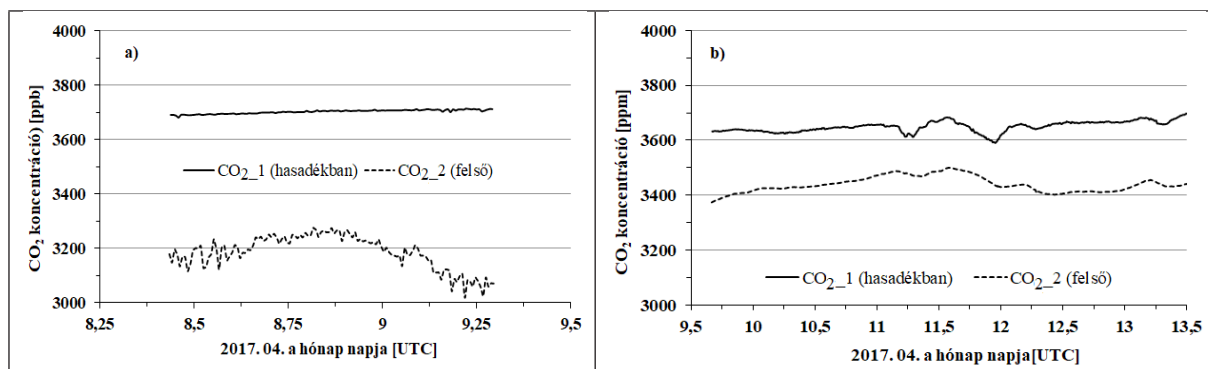 a)
CO2 koncentráció) [ppb]
4000
3800
3600
3400
3200
3000
CO2_1 (hasadékban) CO2_2 (felső)
8,25 8,5 8,75 9 9,25 9,5
2017. 04. a hónap napja [UTC]
b)
CO2 koncentráció [ppm]
4000
3800
3600
3400
3200
3000
CO2_1 (hasadékban) CO2_2 (felső)
9,5 10 10,5 11 11,5 12 12,5 13 13,5
2017. 04. a hónap napja[UTC]